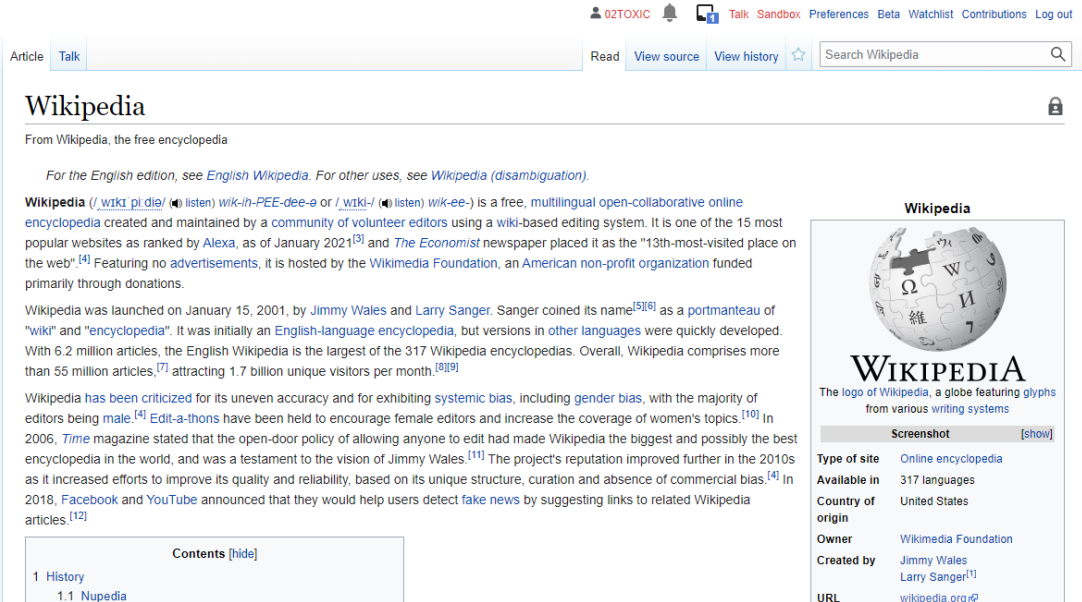 02TOXIC 1 Talk Sandbox Preferences Beta Watchlist Contributions Log out
Article Talk Read View source View history Search Wikipedia
Wikipedia
From Wikipedia, the free encyclopedia
For the English edition, see English Wikipedia. For other uses, see Wikipedia (disambiguation).
Wikipedia (/ˌwɪkɪˈpiːdiə/ (listen) wik-ih-PEE-dee-ə or /ˌwɪki-/ (listen) wik-ee-) is a free, multilingual open-collaborative online
encyclopedia created and maintained by a community of volunteer editors using a wiki-based editing system. It is one of the 15 most
popular websites as ranked by Alexa, as of January 2021[3] and The Economist newspaper placed it as the "13th-most-visited place on
the web".[4] Featuring no advertisements, it is hosted by the Wikimedia Foundation, an American non-profit organization funded
primarily through donations.
Wikipedia was launched on January 15, 2001, by Jimmy Wales and Larry Sanger. Sanger coined its name[5][6] as a portmanteau of
"wiki" and "encyclopedia". It was initially an English-language encyclopedia, but versions in other languages were quickly developed.
With 6.2 million articles, the English Wikipedia is the largest of the 317 Wikipedia encyclopedias. Overall, Wikipedia comprises more
than 55 million articles,[7] attracting 1.7 billion unique visitors per month.[8][9]
Wikipedia has been criticized for its uneven accuracy and for exhibiting systemic bias, including gender bias, with the majority of
editors being male.[4] Edit-a-thons have been held to encourage female editors and increase the coverage of women's topics.[10] In
2006, Time magazine stated that the open-door policy of allowing anyone to edit had made Wikipedia the biggest and possibly the best
encyclopedia in the world, and was a testament to the vision of Jimmy Wales.[11] The project's reputation improved further in the 2010s
as it increased efforts to improve its quality and reliability, based on its unique structure, curation and absence of commercial bias.[4] In
2018, Facebook and YouTube announced that they would help users detect fake news by suggesting links to related Wikipedia
articles.[12]
Contents [hide]
1 History
1.1 Nupedia
Wikipedia
Ω W И 維 7
WIKIPEDIA
The logo of Wikipedia, a globe featuring glyphs
from various writing systems
Screenshot [show]
Type of site Online encyclopedia
Available in 317 languages
Country of United States
origin
Owner Wikimedia Foundation
Created by Jimmy Wales
Larry Sanger[1]
URL wikipedia.org